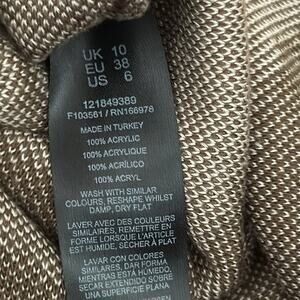 UK 10
EU 38
US 6
121849389
F103561 / RN166978
MADE IN TURKEY
100% ACRYLIC
100% ACRYLIQUE
100% ACRÍLICO
100% ACRYL
WASH WITH SIMILAR
COLOURS, RESHAPE WHILST
DAMP, DRY FLAT
LAVER AVEC DES COULEURS
SIMILAIRES, REMETTRE EN
FORME LORSQUE L'ARTICLE
EST HUMIDE, SÉCHER À PLAT
LAVAR CON COLORES
SIMILARES, DAR FORMA
MIENTRAS ESTÁ HÚMEDO,
SECAR EXTENDIDO SOBRE
UNA SUPERFICIE PLANA